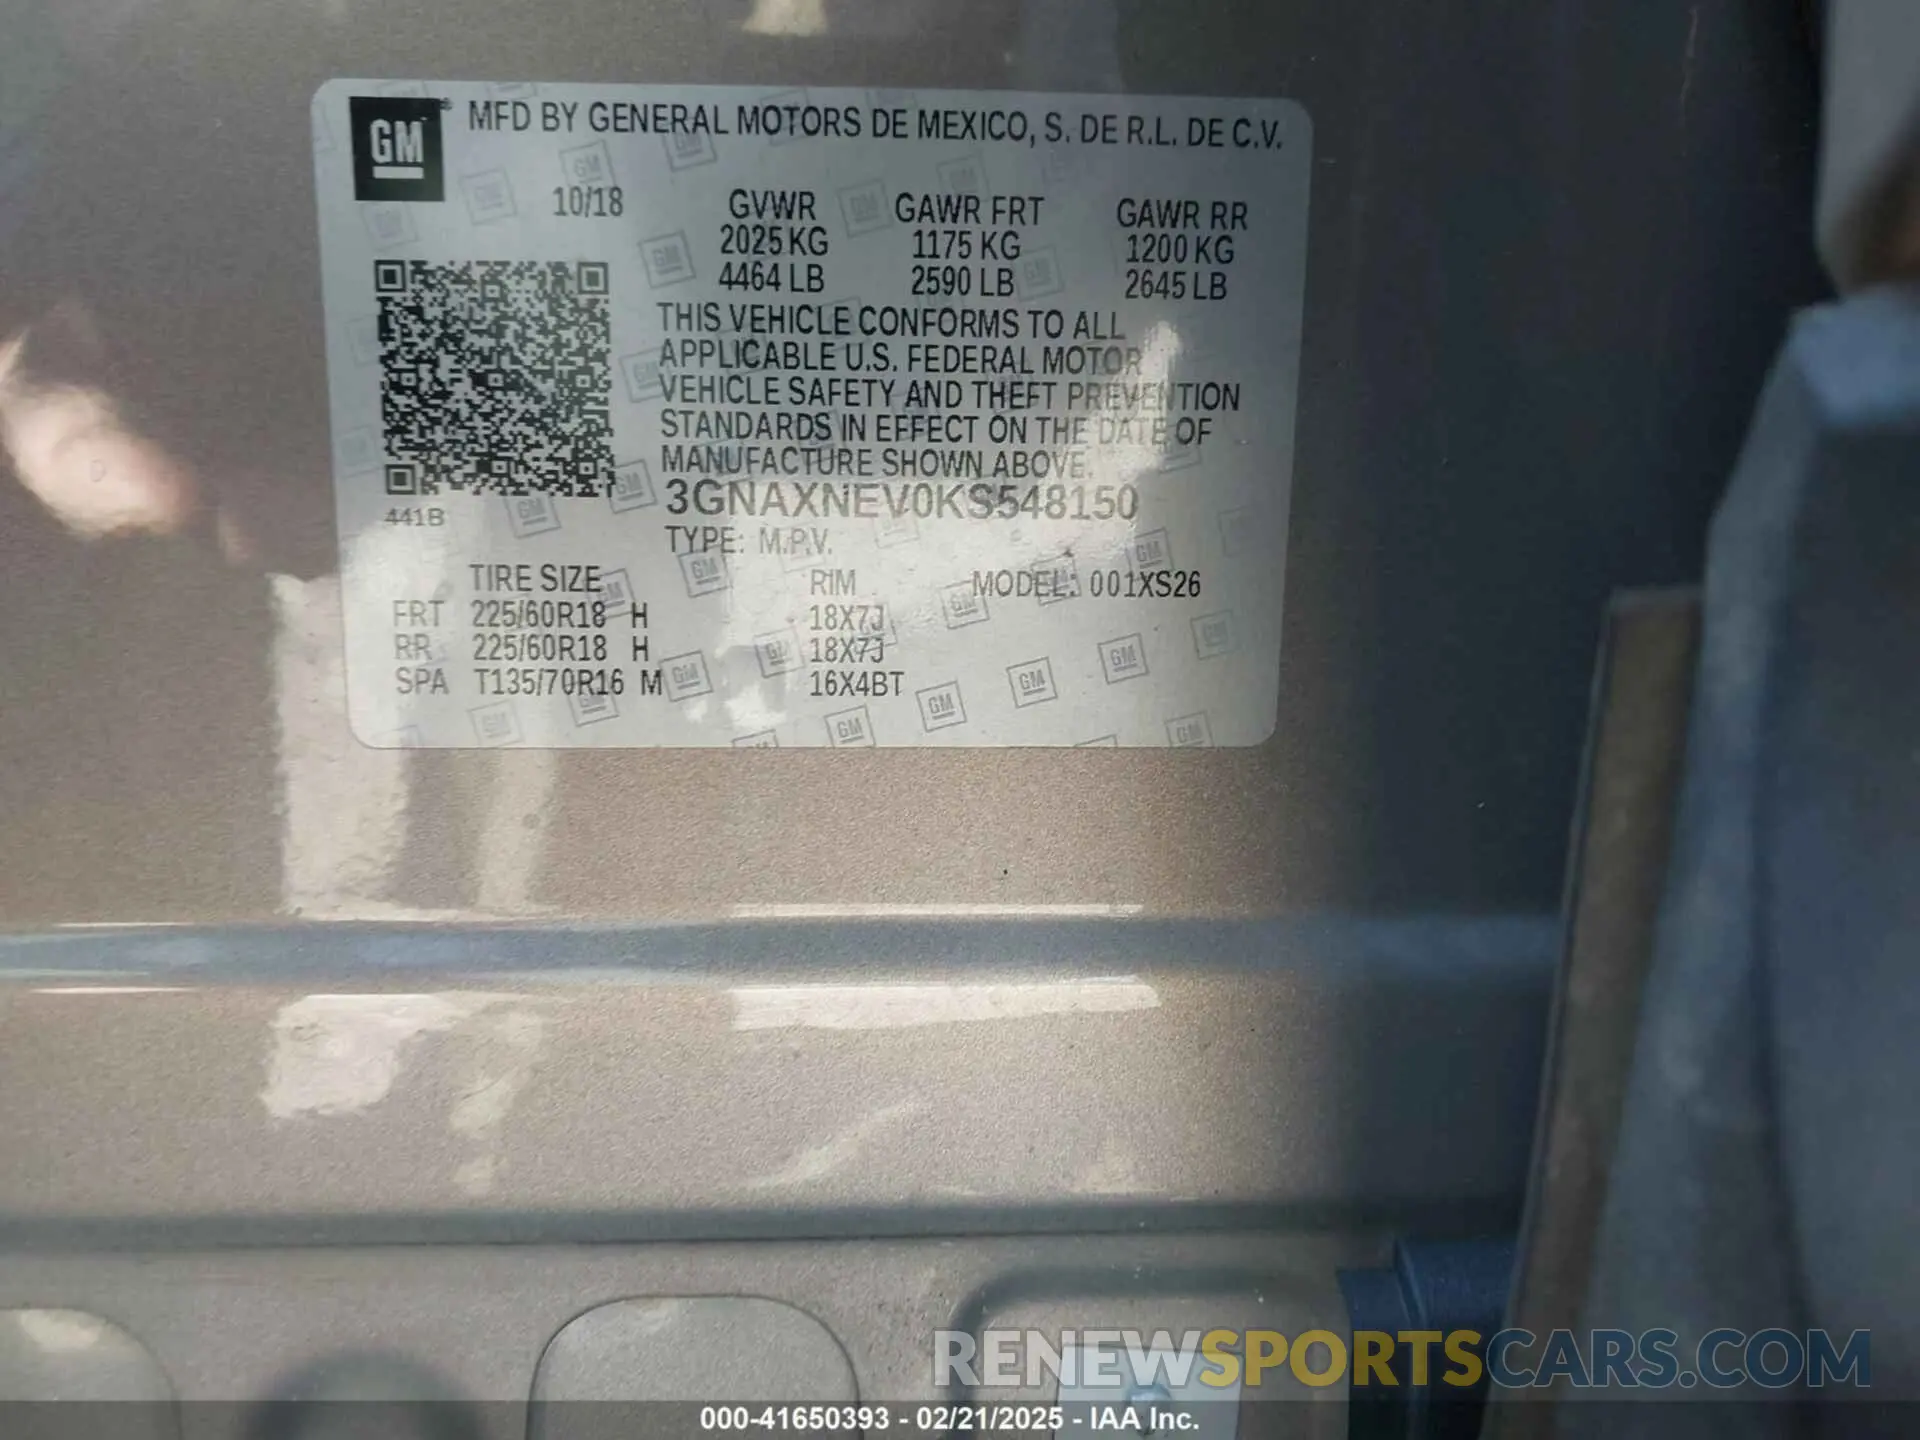 GM
MFD BY GENERAL MOTORS DE MEXICO, S. DE R.L. DE C.V.
10/18 GVWR GAWR FRT GAWR RR
2025 KG 1175 KG 1200 KG
4464 LB 2590 LB 2645 LB
THIS VEHICLE CONFORMS TO ALL
APPLICABLE U.S. FEDERAL MOTOR
VEHICLE SAFETY AND THEFT PREVENTION
STANDARDS IN EFFECT ON THE DATE OF
MANUFACTURE SHOWN ABOVE.
3GNAXNEV0KS548150
441B
TYPE: M.P.V.
TIRE SIZE RIM MODEL: 001XS26
FRT 225/60R18 H 18X7J
RR 225/60R18 H 18X7J
SPA T135/70R16 M 16X4BT
RENEWSPORTSCARS.COM
000-41650393 - 02/21/2025 - IAA Inc.